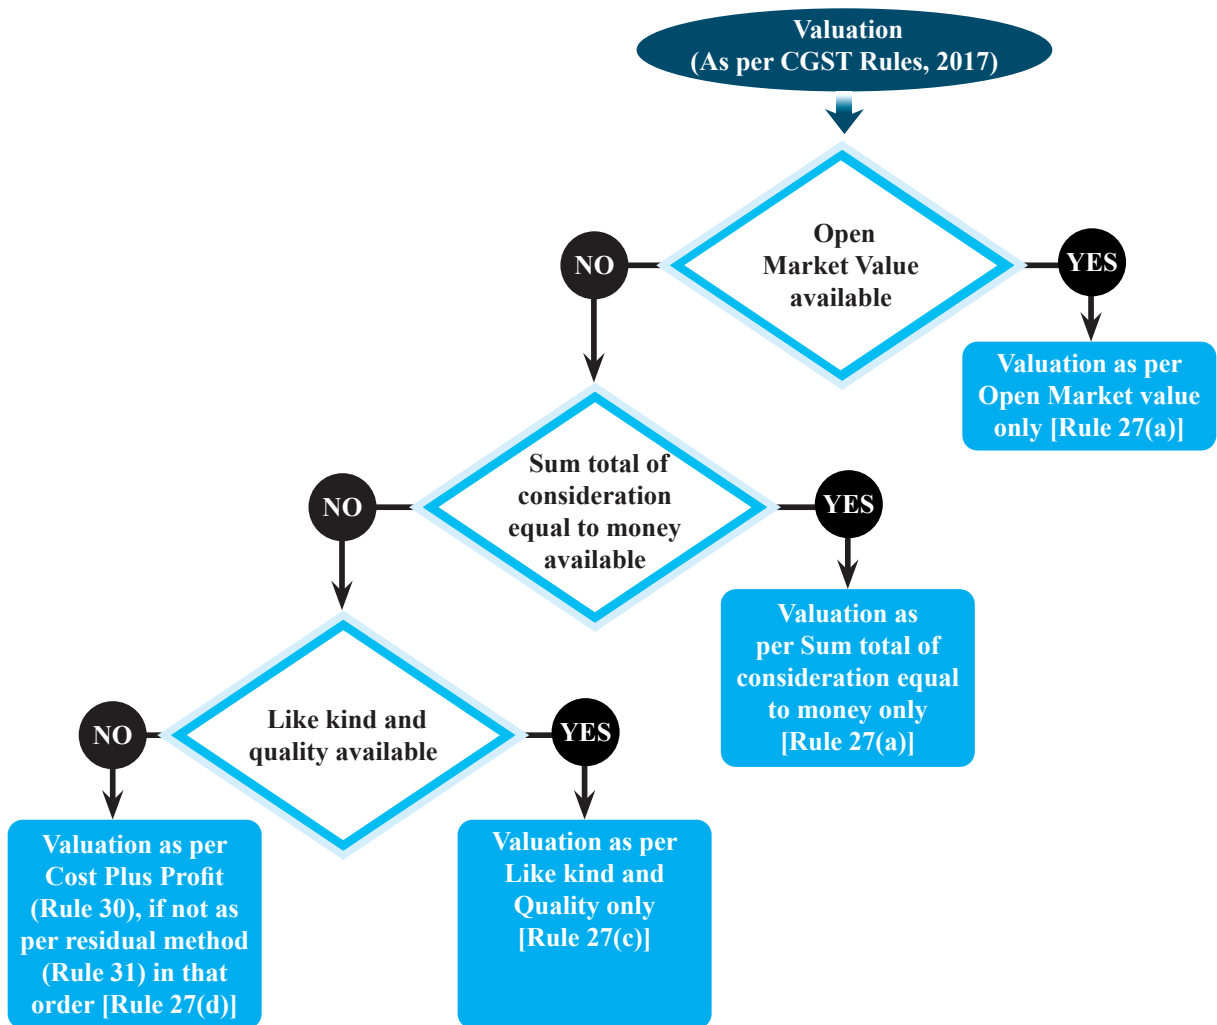 Valuation
(As per CGST Rules, 2017)
Open
Market Value
available
NO
YES
Valuation as per
Open Market value
only [Rule 27(a)]
Sum total of
consideration
equal to money
available
NO
YES
Valuation as
per Sum total of
consideration equal
to money only
[Rule 27(a)]
Like kind and
quality available
NO
YES
Valuation as per
Cost Plus Profit
(Rule 30), if not as
per residual method
(Rule 31) in that
order [Rule 27(d)]
Valuation as per
Like kind and
Quality only
[Rule 27(c)]